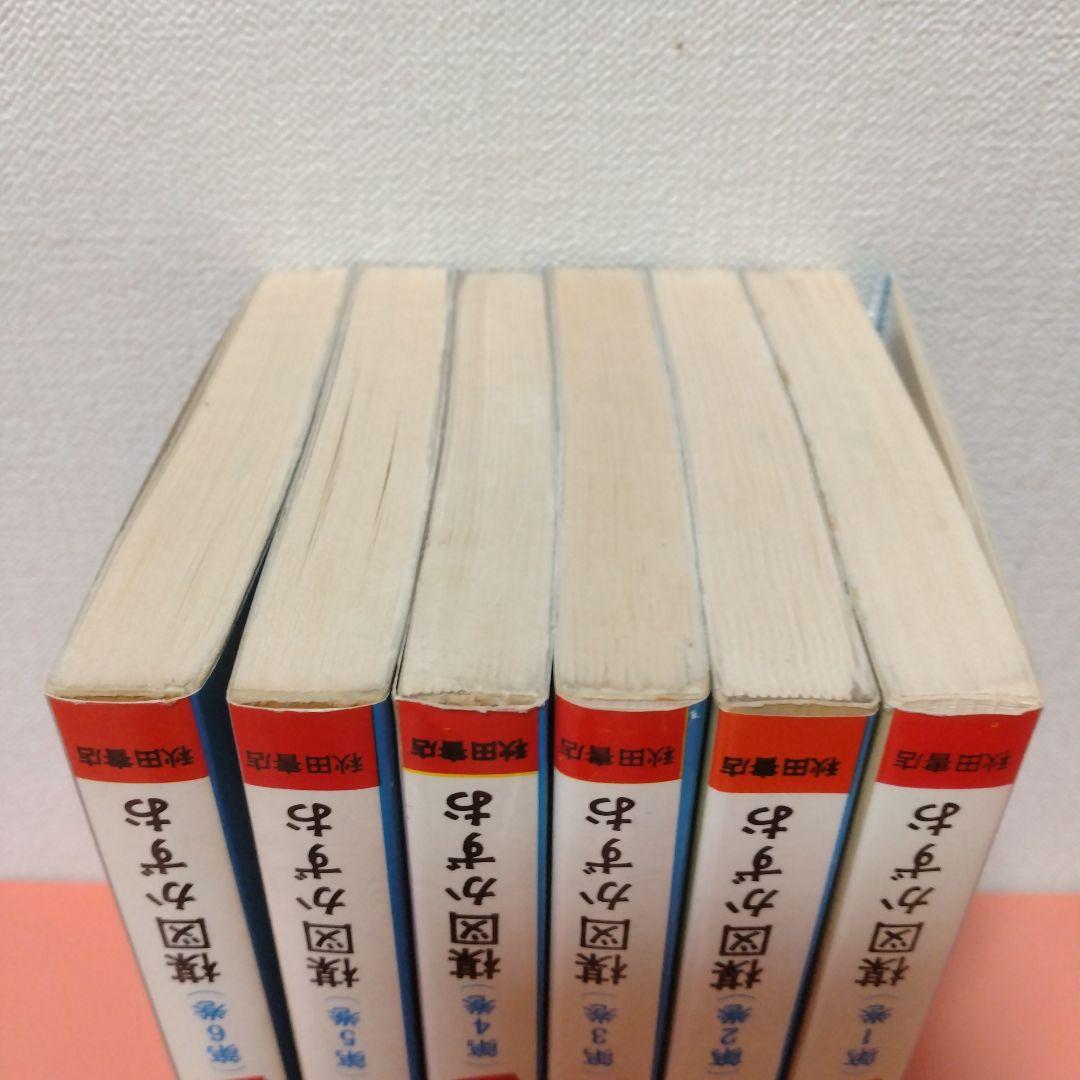 （第1巻）
楳図かずお
秋田書店
（第2巻）
楳図かずお
秋田書店
（第3巻）
楳図かずお
秋田書店
（第4巻）
楳図かずお
秋田書店
（第5巻）
楳図かずお
秋田書店
（第6巻）
楳図かずお
秋田書店